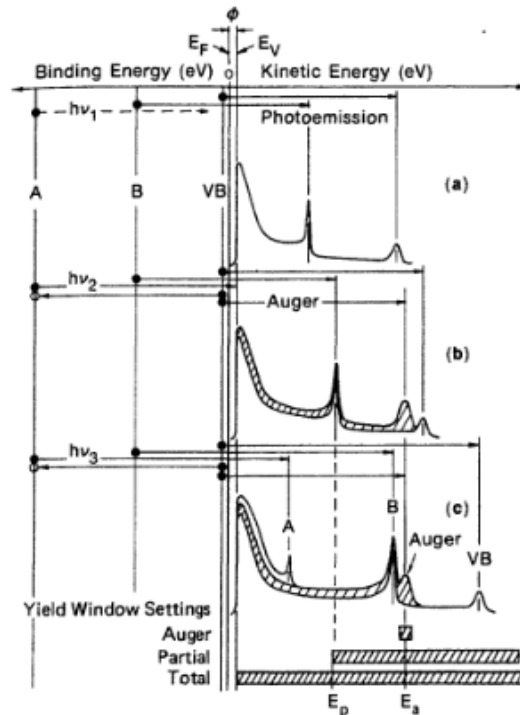 ϕ
E_F E_V
Binding Energy (eV) 0 Kinetic Energy (eV)
hν₁
Photoemission
A B VB
(a)
hν₂
Auger
(b)
hν₃
(c)
A B Auger VB
Yield Window Settings
Auger
Partial
Total
E_p E_a